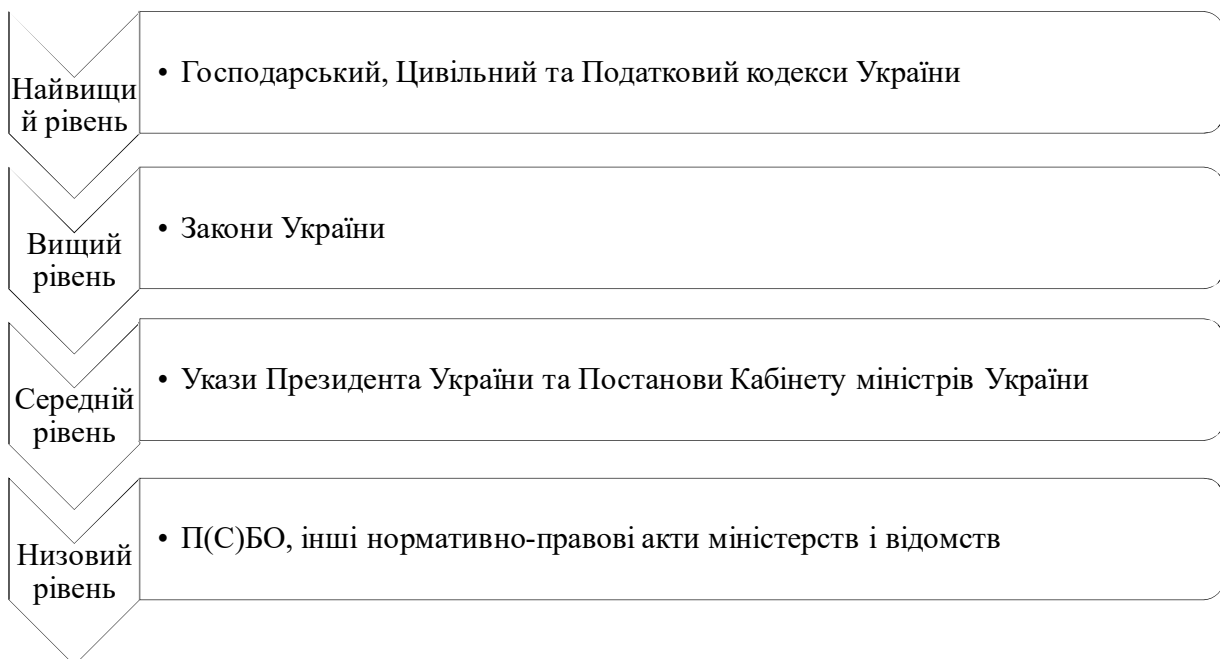 Найвищи
й рівень
• Господарський, Цивільний та Податковий кодекси України
Вищий
рівень
• Закони України
Середній
рівень
• Укази Президента України та Постанови Кабінету міністрів України
Низовий
рівень
• П(С)БО, інші нормативно-правові акти міністерств і відомств